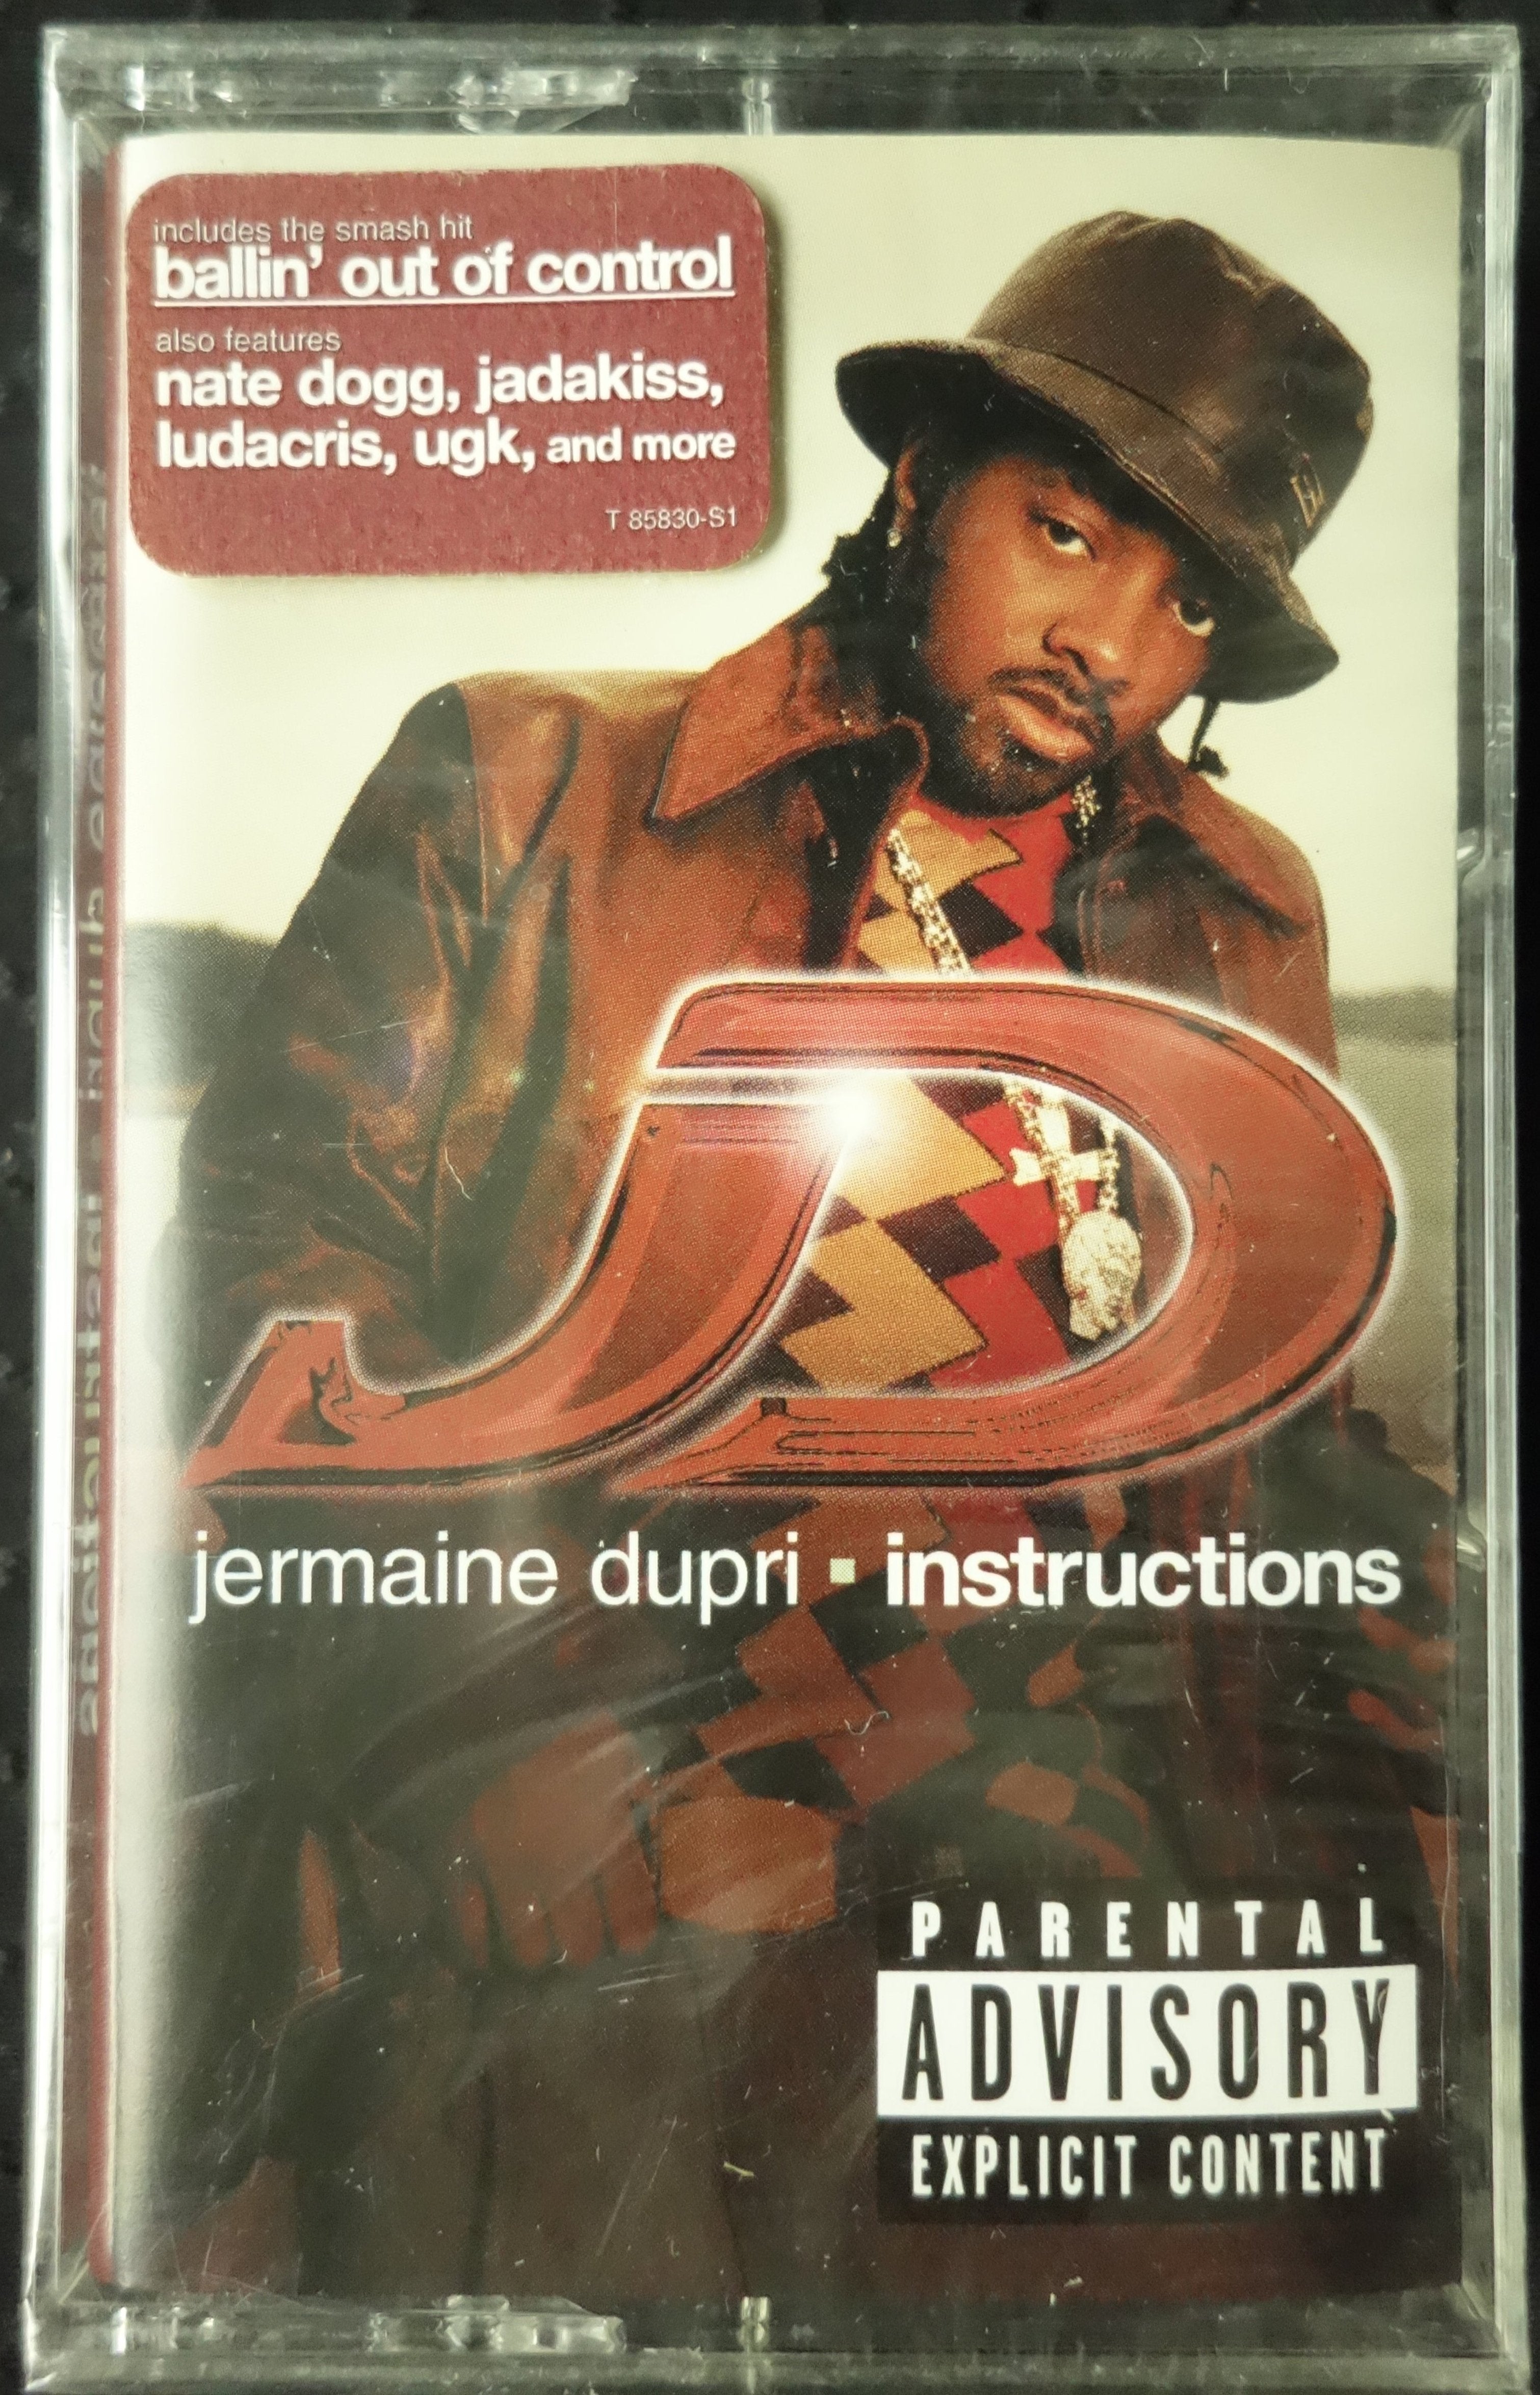 includes the smash hit
ballin' out of control
also features
nate dogg, jadakiss,
ludacris, ugk, and more
T 85830-S1
JD
jermaine dupri ▪ instructions
PARENTAL
ADVISORY
EXPLICIT CONTENT